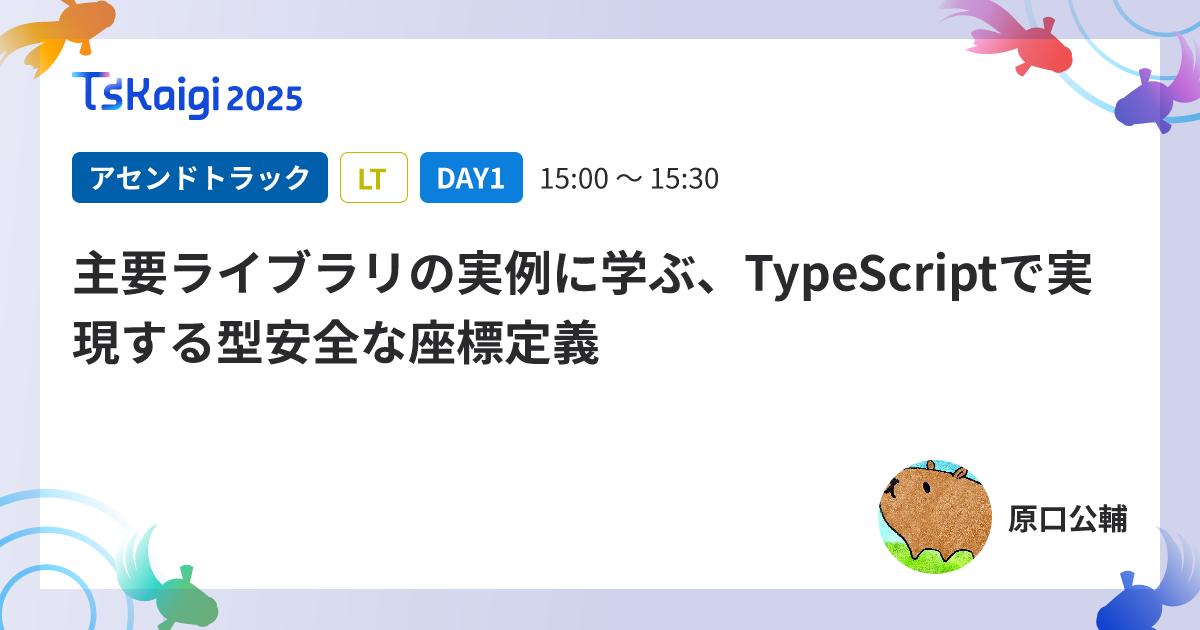 TSKaigi 2025
アセンドトラック LT DAY1 15:00 〜 15:30
主要ライブラリの実例に学ぶ、TypeScriptで実
現する型安全な座標定義
原口公輔